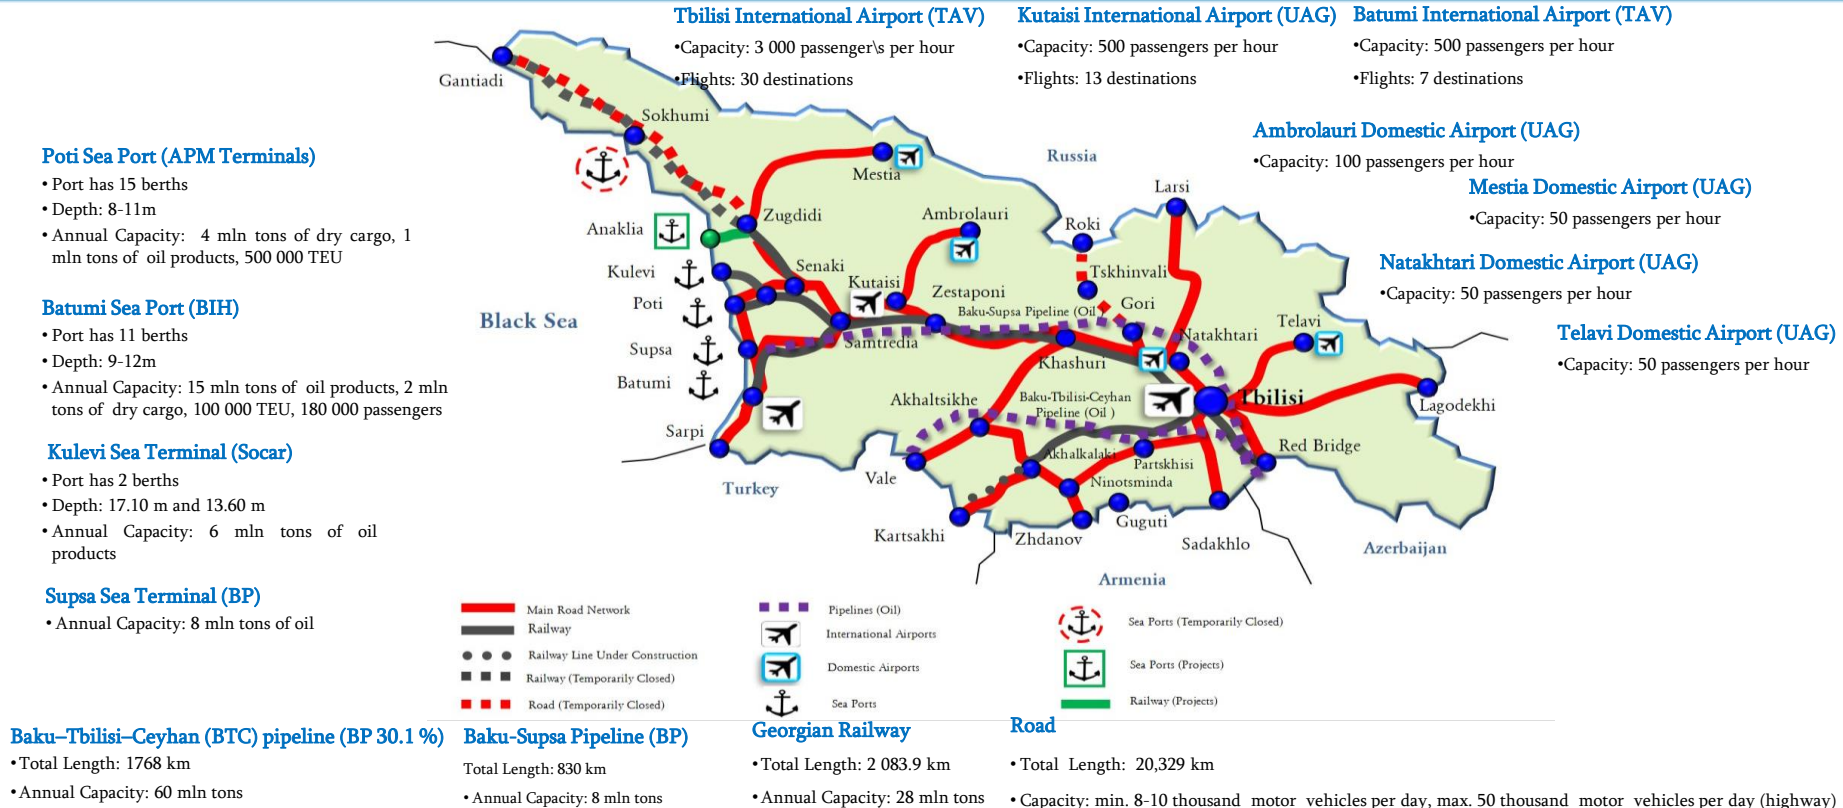 Tbilisi International Airport (TAV)
•Capacity: 3 000 passenger\s per hour
•Flights: 30 destinations
Kutaisi International Airport (UAG)
•Capacity: 500 passengers per hour
•Flights: 13 destinations
Batumi International Airport (TAV)
•Capacity: 500 passengers per hour
•Flights: 7 destinations
Ambrolauri Domestic Airport (UAG)
•Capacity: 100 passengers per hour
Mestia Domestic Airport (UAG)
•Capacity: 50 passengers per hour
Natakhtari Domestic Airport (UAG)
•Capacity: 50 passengers per hour
Telavi Domestic Airport (UAG)
•Capacity: 50 passengers per hour
Poti Sea Port (APM Terminals)
• Port has 15 berths
• Depth: 8-11m
• Annual Capacity: 4 mln tons of dry cargo, 1
mln tons of oil products, 500 000 TEU
Batumi Sea Port (BIH)
• Port has 11 berths
• Depth: 9-12m
• Annual Capacity: 15 mln tons of oil products, 2 mln
tons of dry cargo, 100 000 TEU, 180 000 passengers
Kulevi Sea Terminal (Socar)
• Port has 2 berths
• Depth: 17.10 m and 13.60 m
• Annual Capacity: 6 mln tons of oil
products
Supsa Sea Terminal (BP)
• Annual Capacity: 8 mln tons of oil
Gantiadi
Sokhumi
Mestia
Russia
Larsi
Zugdidi
Ambrolauri
Roki
Anaklia
Kulevi
Senaki
Tskhinvali
Poti
Kutaisi
Zestaponi
Gori
Baku-Supsa Pipeline (Oil
Black Sea
Natakhtari
Telavi
Supsa
Samtredia
Khashuri
Batumi
Akhaltsikhe
Baku-Tbilisi-Ceyhan
Pipeline (Oil )
Tbilisi
Lagodekhi
Sarpi
Red Bridge
Akhalkalaki
Partskhisi
Vale
Ninotsminda
Turkey
Guguti
Kartsakhi
Zhdanov
Sadakhlo
Azerbaijan
Armenia
Main Road Network
Railway
Railway Line Under Construction
Railway (Temporarily Closed)
Road (Temporarily Closed)
Pipelines (Oil)
International Airports
Domestic Airports
Sea Ports
Sea Ports (Temporarily Closed)
Sea Ports (Projects)
Railway (Projects)
Baku–Tbilisi–Ceyhan (BTC) pipeline (BP 30.1 %)
•Total Length: 1768 km
•Annual Capacity: 60 mln tons
Baku-Supsa Pipeline (BP)
Total Length: 830 km
• Annual Capacity: 8 mln tons
Georgian Railway
•Total Length: 2 083.9 km
•Annual Capacity: 28 mln tons
Road
• Total Length: 20,329 km
• Capacity: min. 8-10 thousand motor vehicles per day, max. 50 thousand motor vehicles per day (highway)